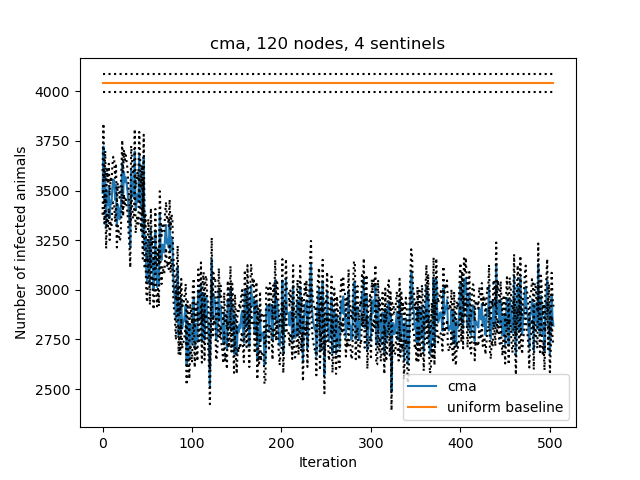 cma, 120 nodes, 4 sentinels
Number of infected animals
4000
3750
3500
3250
3000
2750
2500
cma
uniform baseline
0 100 200 300 400 500
Iteration